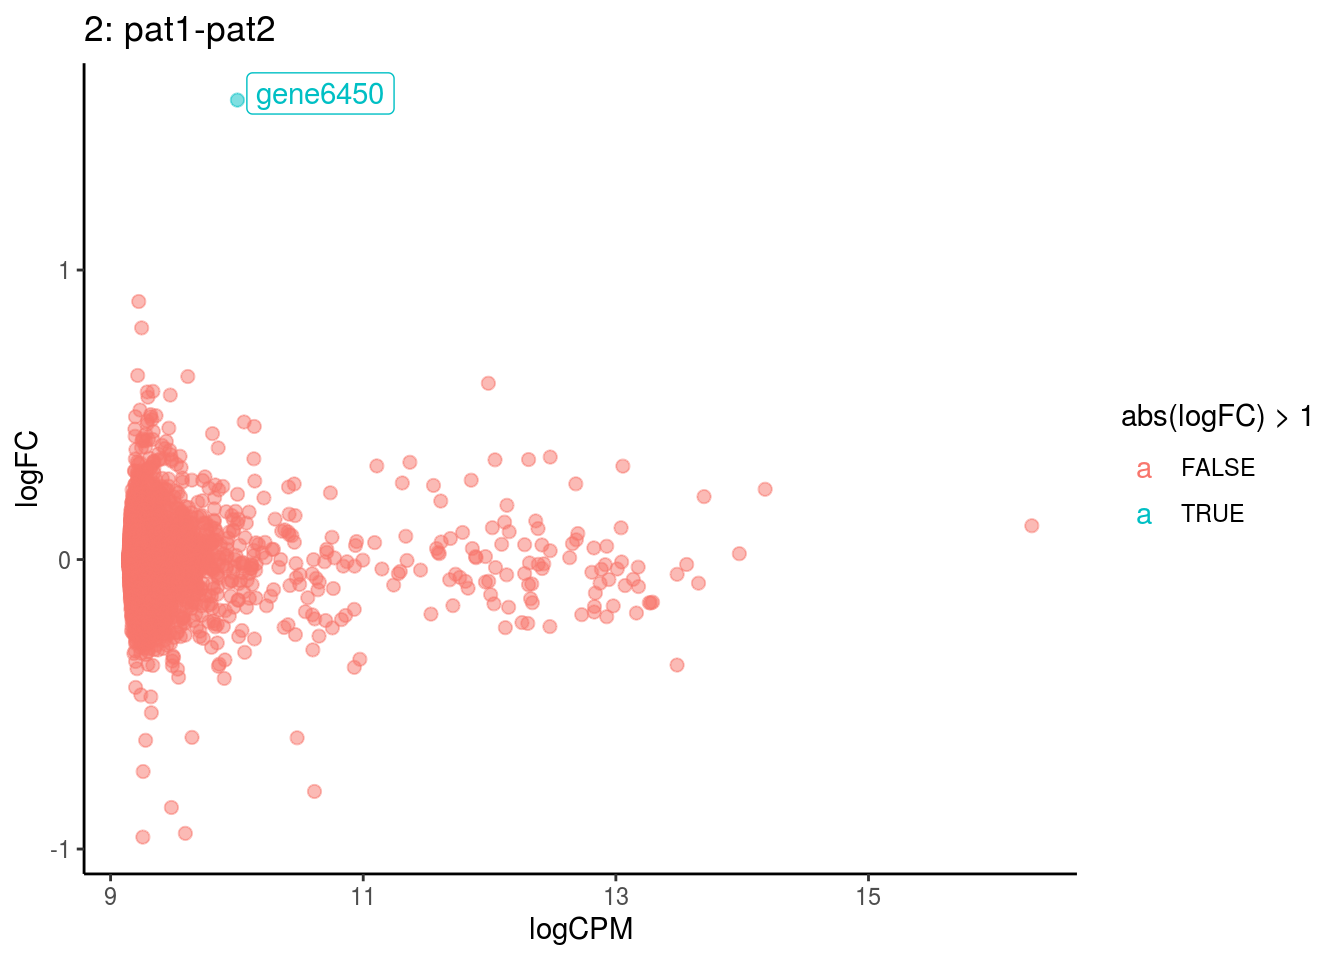 2: pat1-pat2
gene6450
1
0
-1
logFC
9
11
13
15
logCPM
abs(logFC) > 1
a FALSE
a TRUE